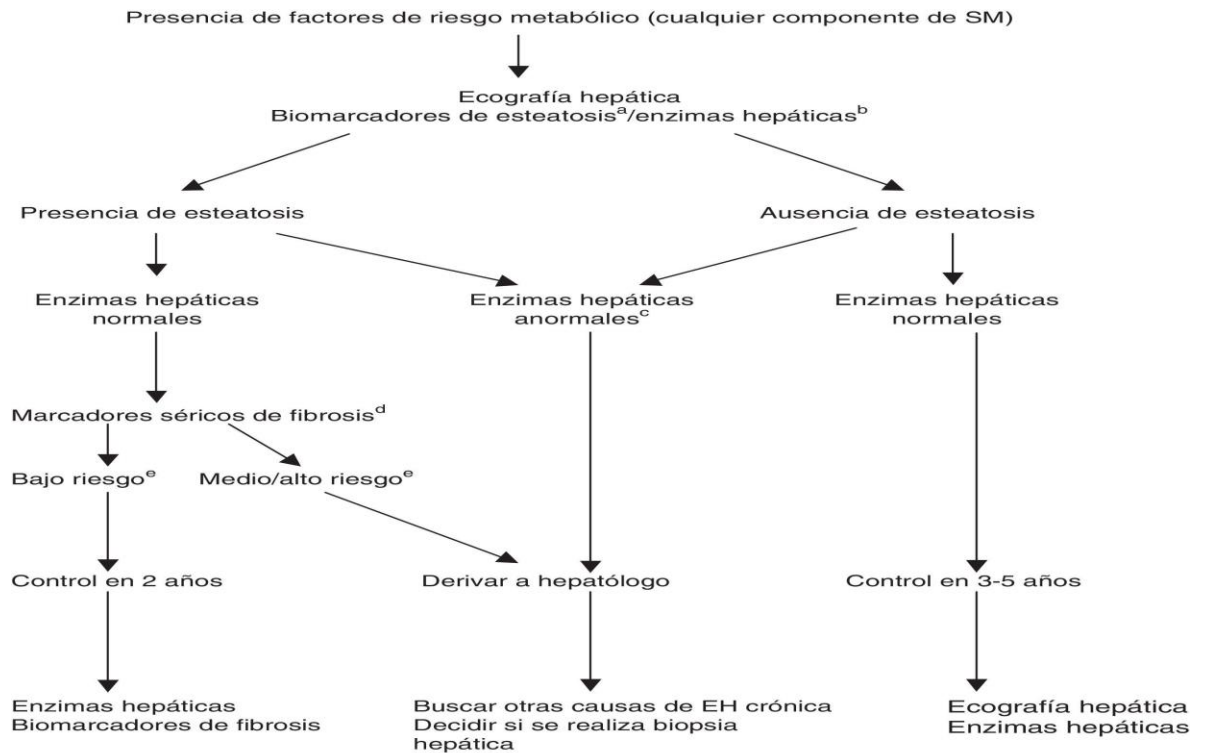 Presencia de factores de riesgo metabólico (cualquier componente de SM)
Ecografía hepática
Biomarcadores de esteatosisᵃ/enzimas hepáticasᵇ
Presencia de esteatosis
Ausencia de esteatosis
Enzimas hepáticas
normales
Enzimas hepáticas
anormalesᶜ
Enzimas hepáticas
normales
Marcadores séricos de fibrosisᵈ
Bajo riesgoᵉ
Medio/alto riesgoᵉ
Control en 2 años
Derivar a hepatólogo
Control en 3-5 años
Enzimas hepáticas
Biomarcadores de fibrosis
Buscar otras causas de EH crónica
Decidir si se realiza biopsia
hepática
Ecografía hepática
Enzimas hepáticas